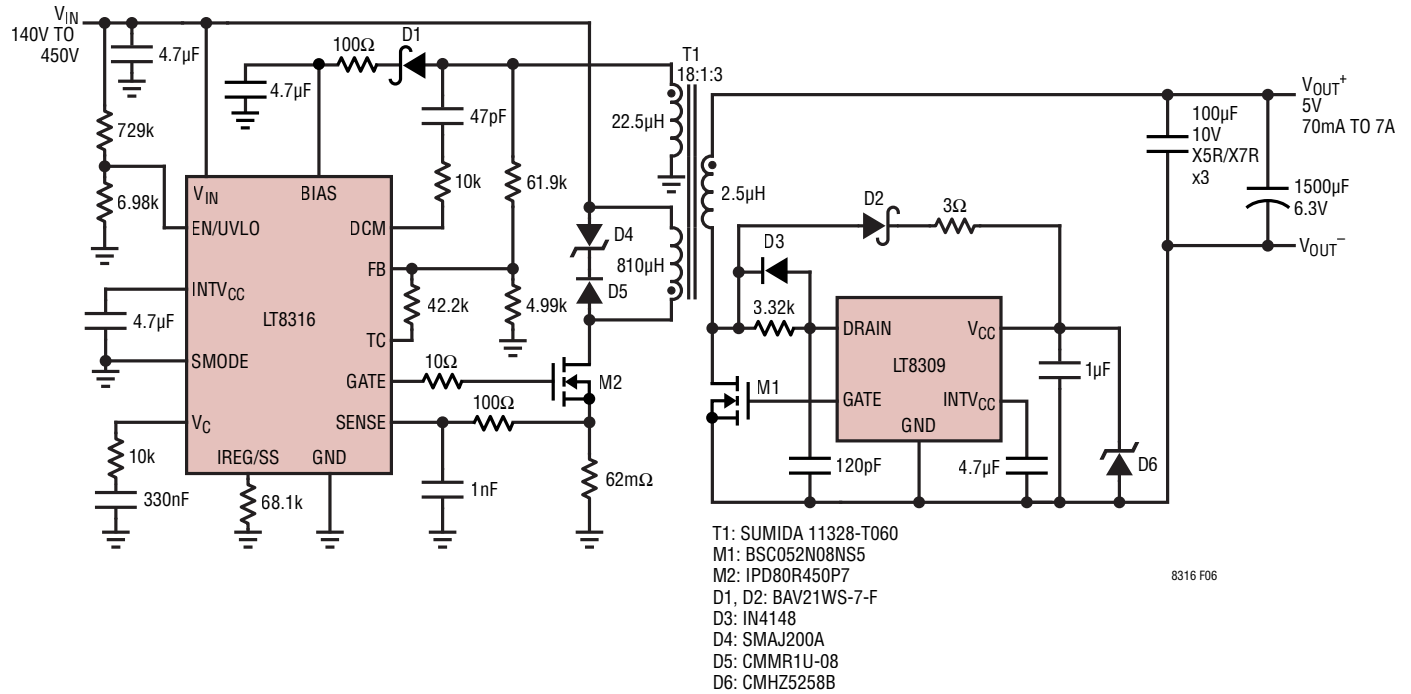 VIN
140V TO
450V
4.7µF
729k
6.98k
4.7µF
100Ω
D1
47pF
10k
61.9k
T1
18:1:3
22.5µH
2.5µH
VIN
BIAS
EN/UVLO
DCM
FB
INTVCC
LT8316
TC
SMODE
GATE
VC
SENSE
IREG/SS
GND
4.7µF
42.2k
4.99k
10Ω
100Ω
10k
330nF
68.1k
1nF
62mΩ
D4
810µH
D5
M2
D2
3Ω
D3
3.32k
DRAIN
VCC
LT8309
GATE
INTVCC
GND
M1
120pF
4.7µF
1µF
D6
100µF
10V
X5R/X7R
x3
1500µF
6.3V
VOUT+
5V
70mA TO 7A
VOUT−
T1: SUMIDA 11328-T060
M1: BSC052N08NS5
M2: IPD80R450P7
D1, D2: BAV21WS-7-F
D3: IN4148
D4: SMAJ200A
D5: CMMR1U-08
D6: CMHZ5258B
8316 F06